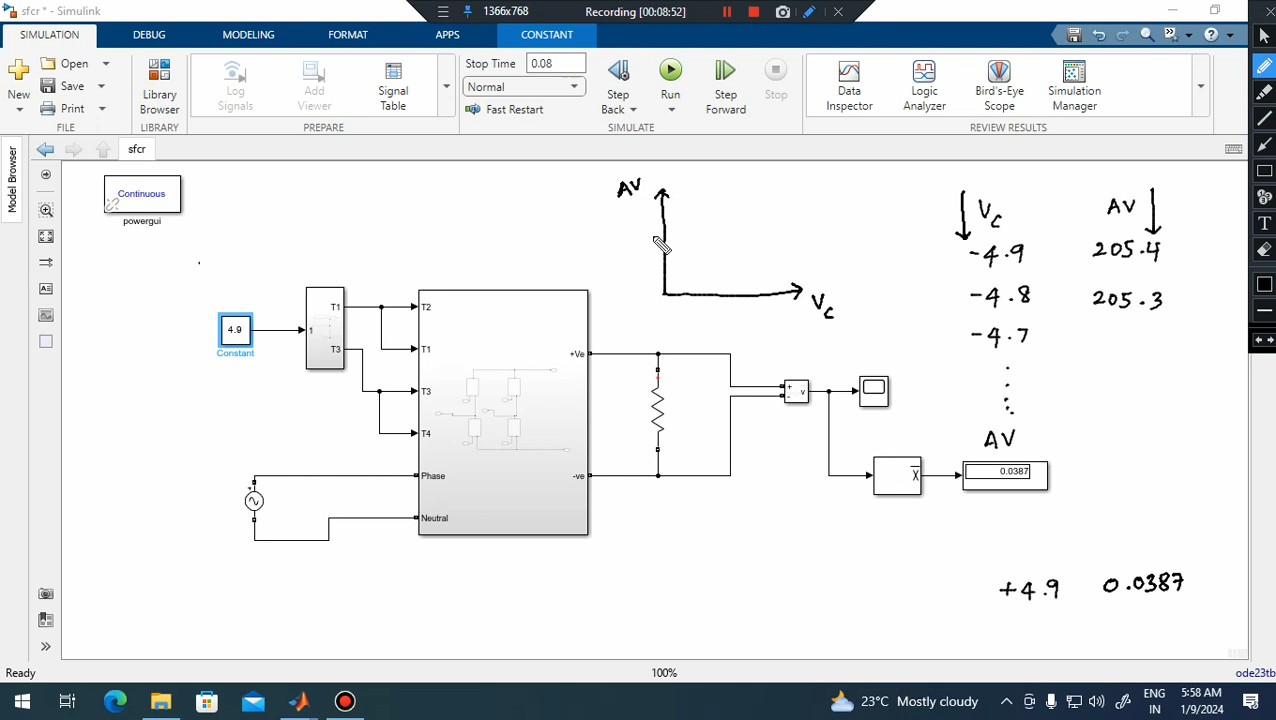 sfcr * - Simulink
1366x768
Recording [00:08:52]
SIMULATION
DEBUG
MODELING
FORMAT
APPS
CONSTANT
New
Open
Save
Print
FILE
Library
Browser
LIBRARY
Log
Signals
Add
Viewer
Signal
Table
PREPARE
Stop Time
0.08
Normal
Fast Restart
Step
Back
Run
Step
Forward
Stop
SIMULATE
Data
Inspector
Logic
Analyzer
Bird's-Eye
Scope
Simulation
Manager
REVIEW RESULTS
sfcr
Model Browser
Continuous
powergui
AV
Vc
Vc AV
-4.9 205.4
-4.8 205.3
-4.7
AV
4.9
Constant
1
T1
T3
T2
T1
T3
T4
Phase
Neutral
+Ve
-ve
+
-
v
X
0.0387
+4.9 0.0387
Ready
100%
ode23tb
23°C Mostly cloudy
ENG
IN
5:58 AM
1/9/2024